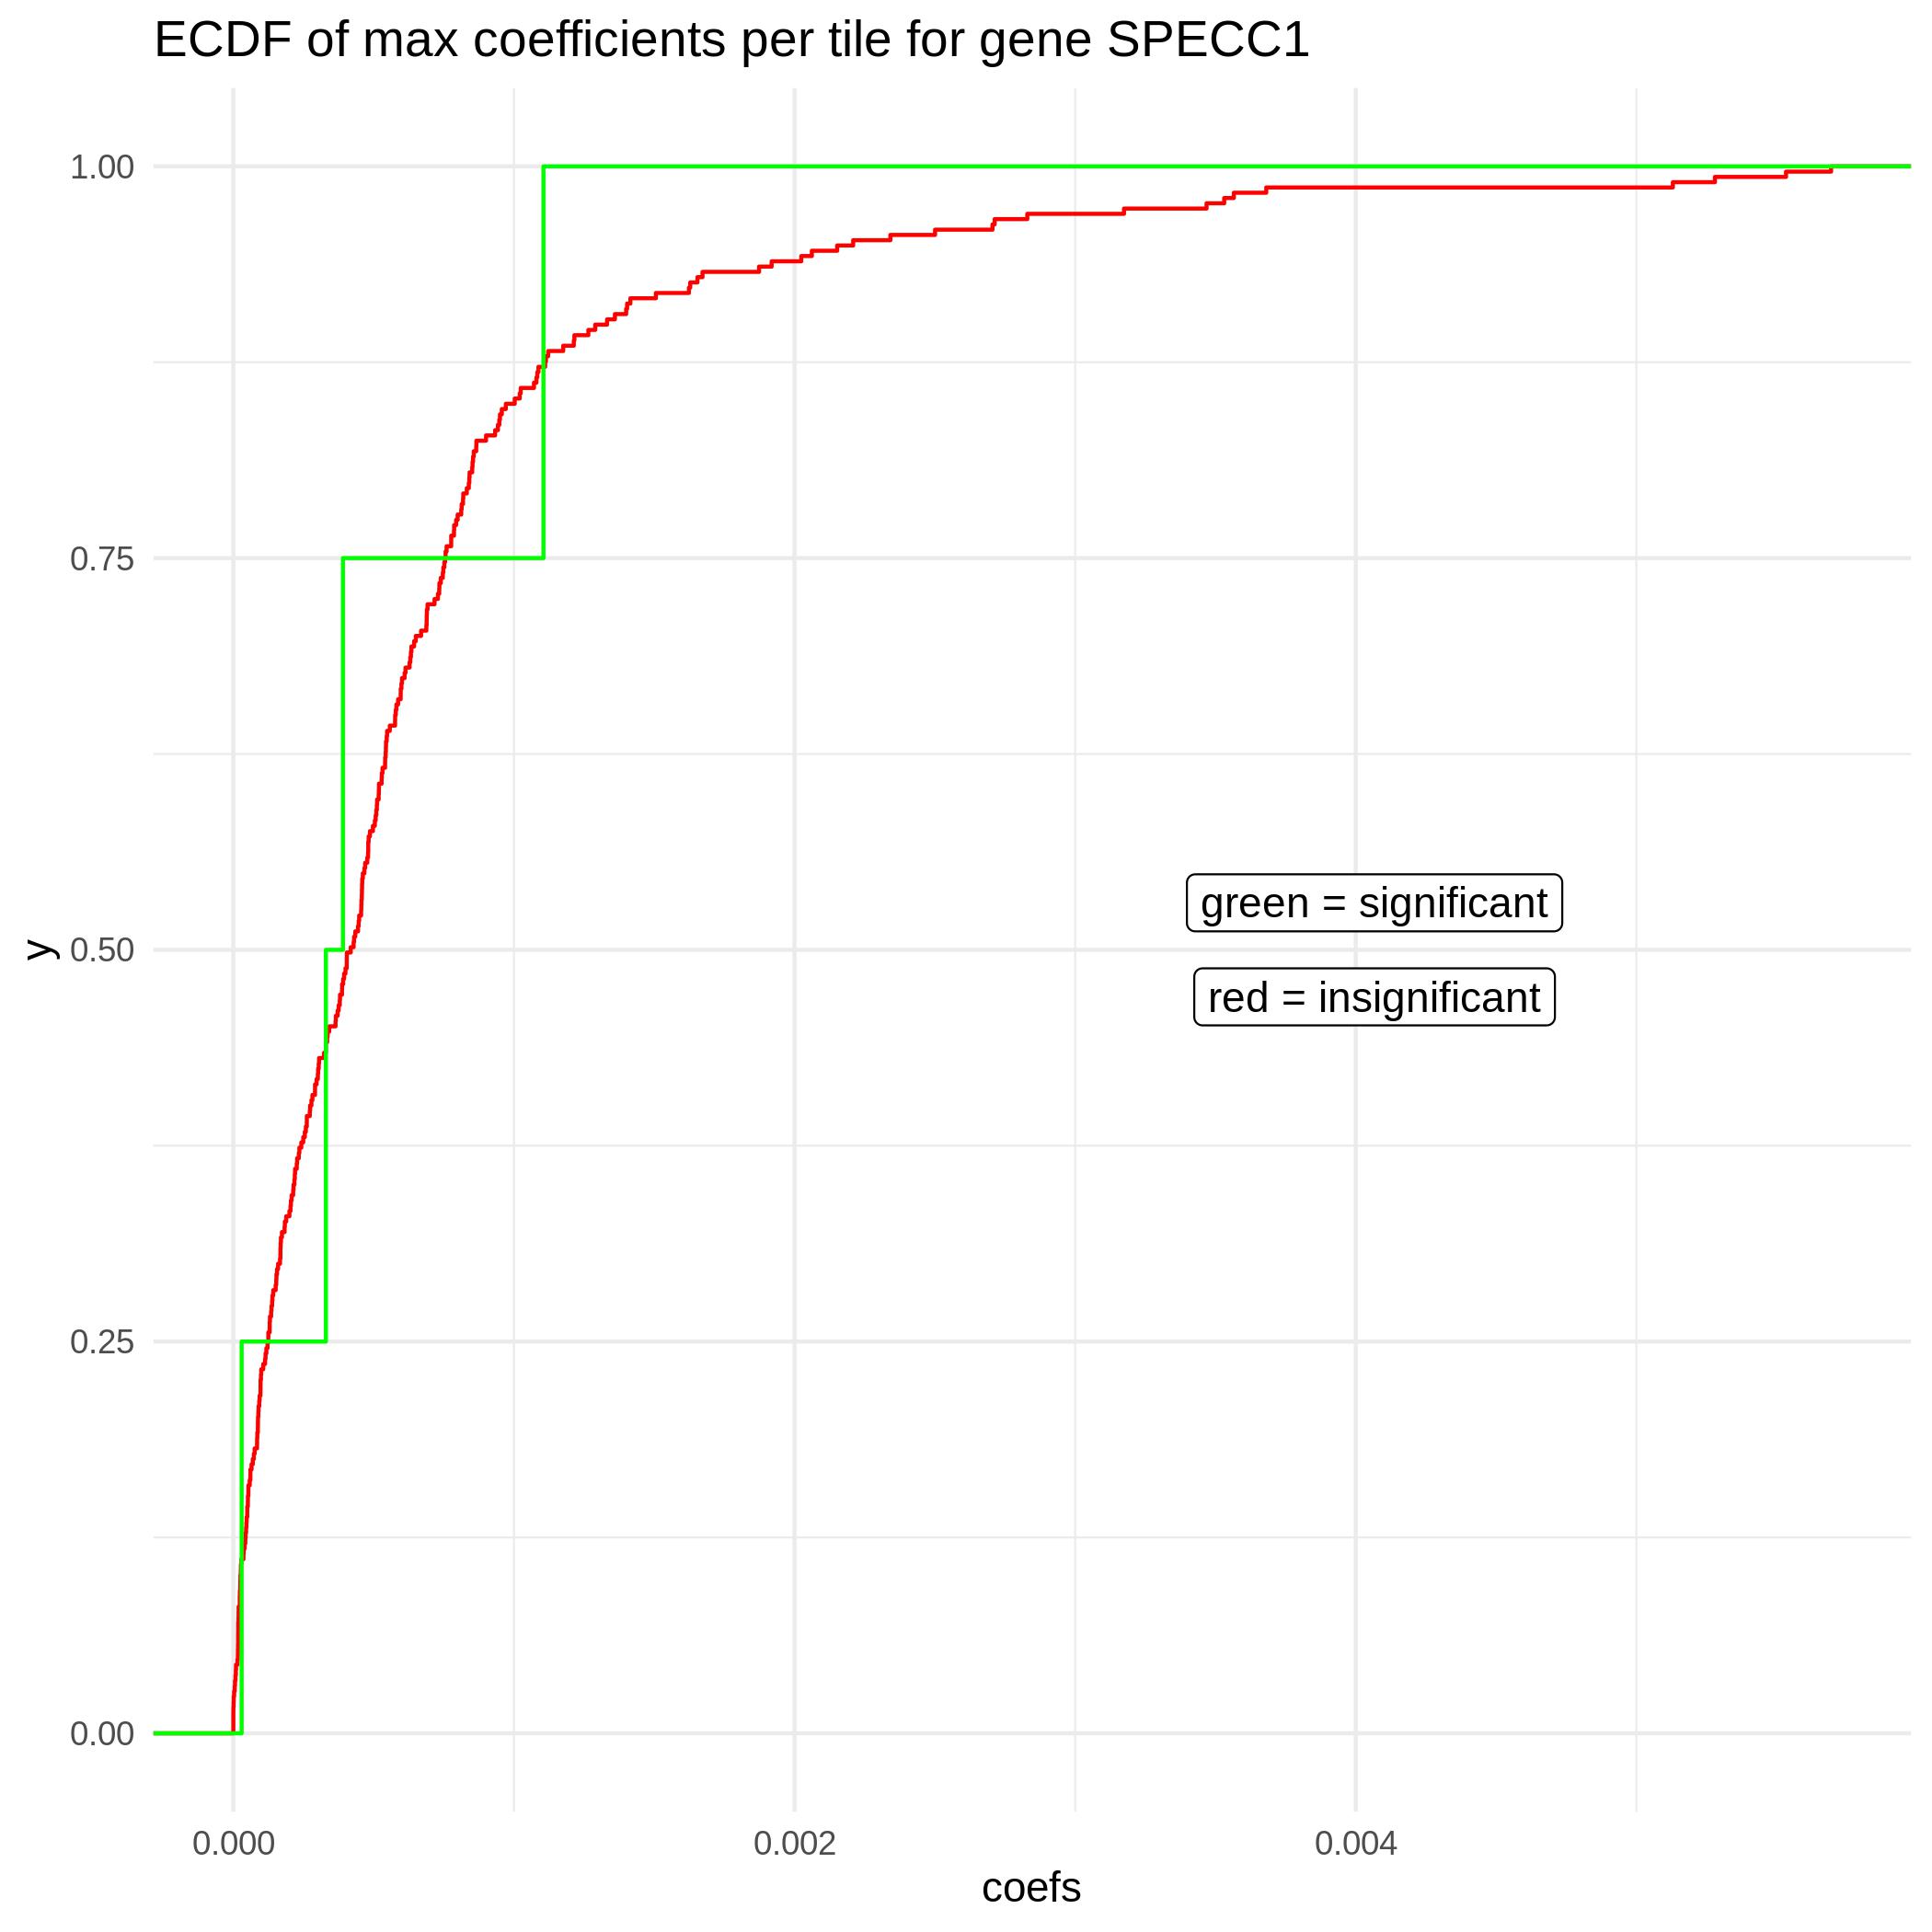 ECDF of max coefficients per tile for gene SPECC1
1.00
0.75
0.50
0.25
0.00
y
green = significant
red = insignificant
0.000
0.002
0.004
coefs